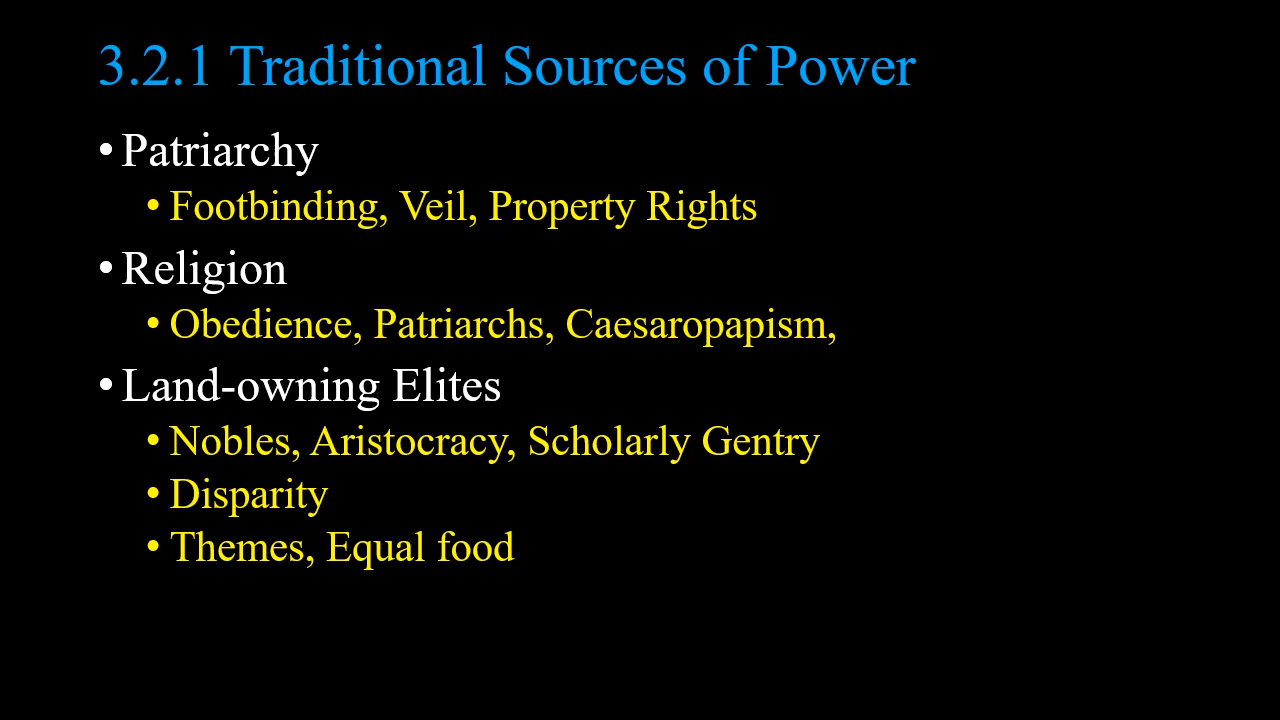 3.2.1 Traditional Sources of Power
• Patriarchy
• Footbinding, Veil, Property Rights
• Religion
• Obedience, Patriarchs, Caesaropapism,
• Land-owning Elites
• Nobles, Aristocracy, Scholarly Gentry
• Disparity
• Themes, Equal food